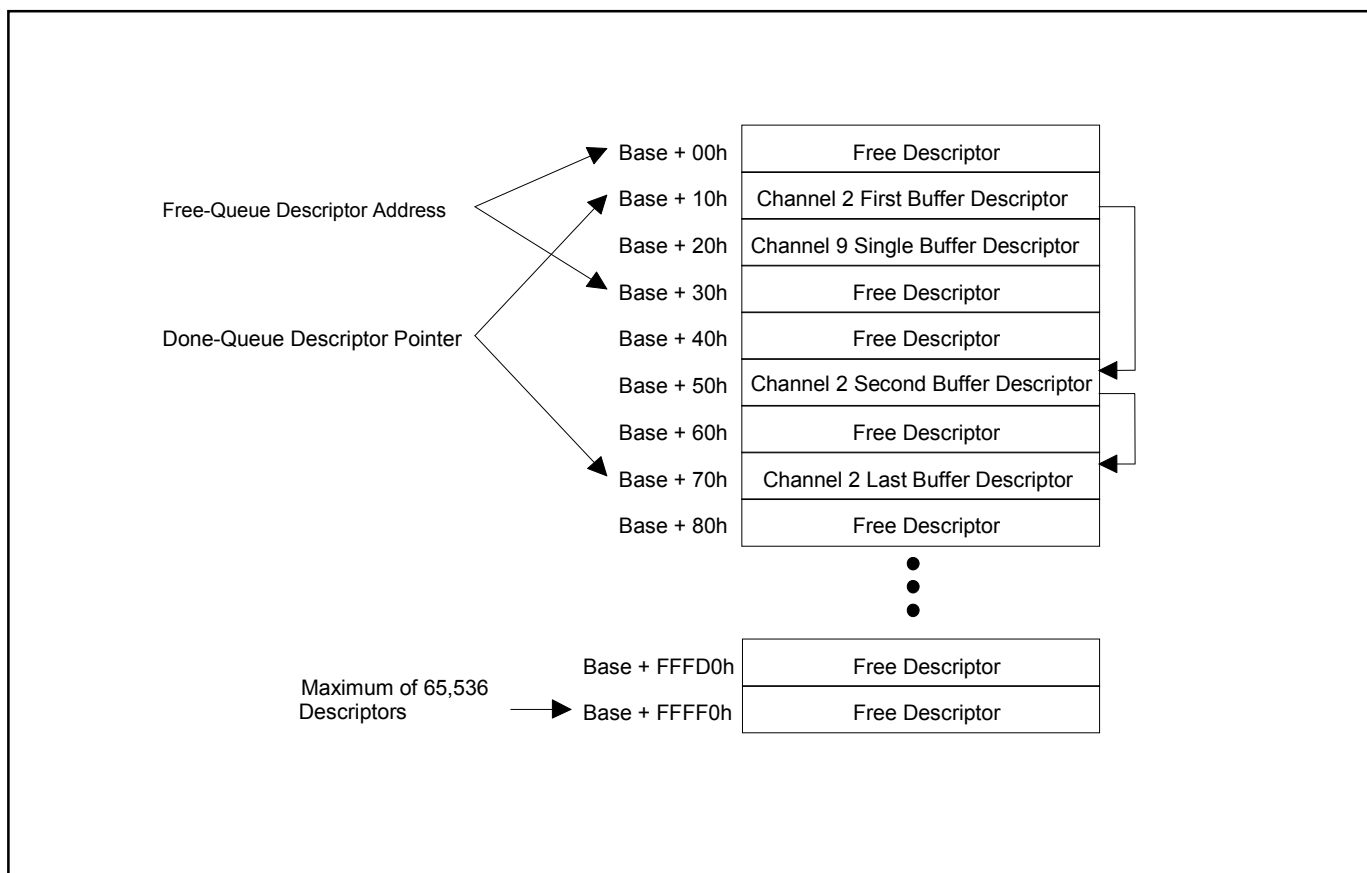 Base + 00h Free Descriptor
Free-Queue Descriptor Address
Base + 10h Channel 2 First Buffer Descriptor
Base + 20h Channel 9 Single Buffer Descriptor
Base + 30h Free Descriptor
Done-Queue Descriptor Pointer
Base + 40h Free Descriptor
Base + 50h Channel 2 Second Buffer Descriptor
Base + 60h Free Descriptor
Base + 70h Channel 2 Last Buffer Descriptor
Base + 80h Free Descriptor
Base + FFFD0h Free Descriptor
Maximum of 65,536
Descriptors
Base + FFFF0h Free Descriptor